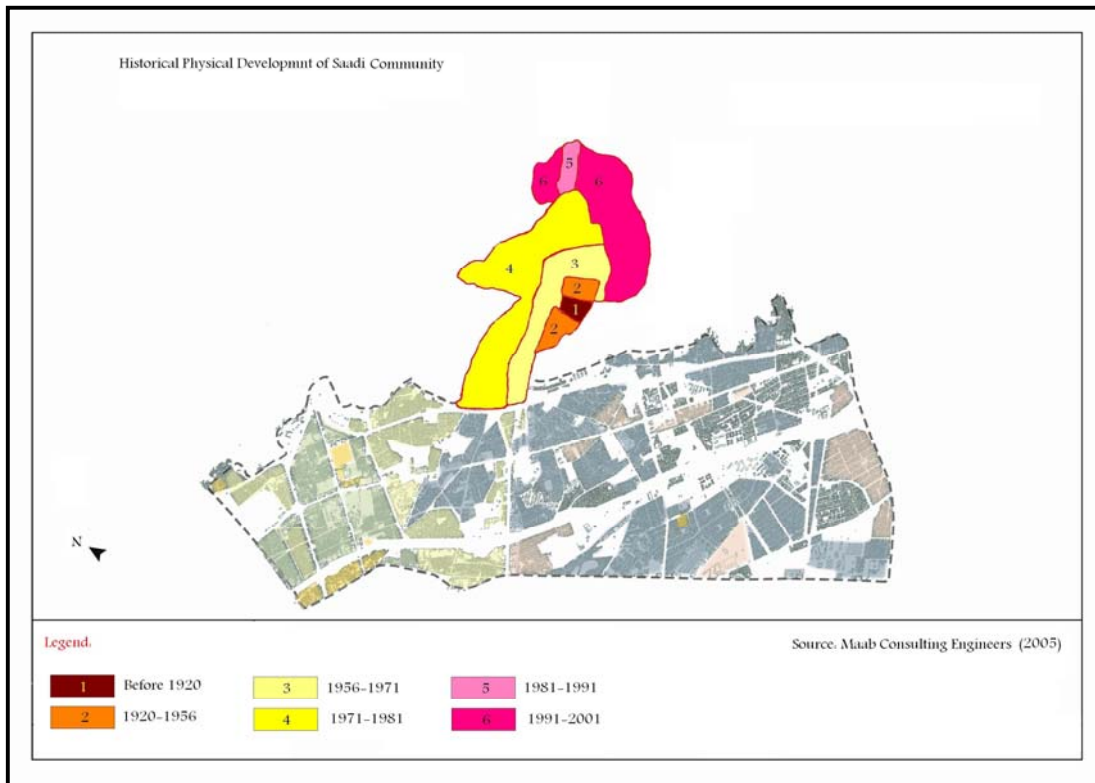 Historical Physical Developmnt of Saadi Community
5
6
6
4
3
2
1
2
N
Legend.
Source. Maab Consulting Engineers (2005)
1 Before 1920
3 1956-1971
5 1981-1991
2 1920-1956
4 1971-1981
6 1991-2001